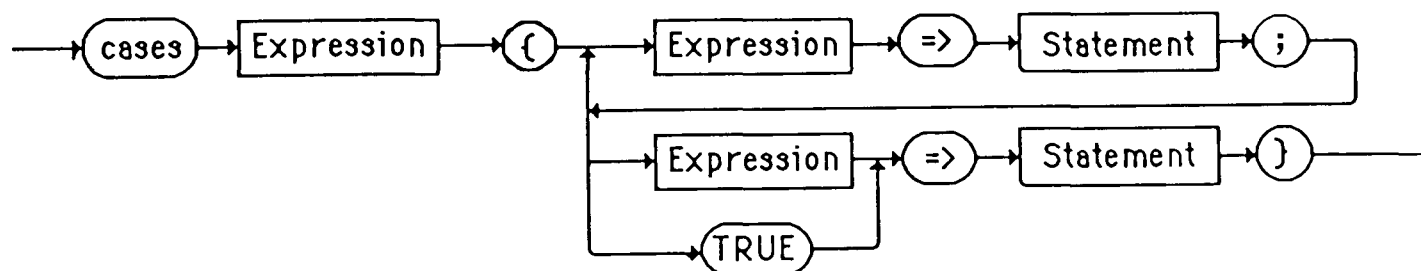 cases Expression { Expression => Statement ;
Expression => Statement }
TRUE